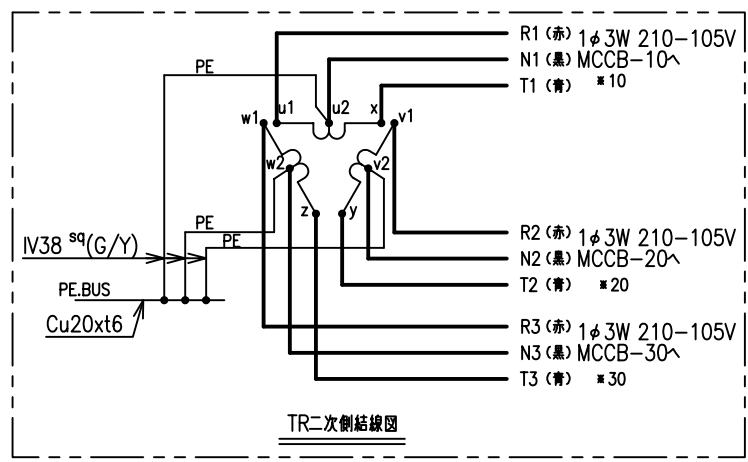 R1 (赤) 1φ3W 210-105V
N1 (黒) MCCB-10へ
T1 (青) ※10
PE
u1 u2 x
w1 v1
w2 v2
z y
PE
PE
IV38 sq(G/Y)
PE.BUS
Cu20xt6
R2 (赤) 1φ3W 210-105V
N2 (黒) MCCB-20へ
T2 (青) ※20
R3 (赤) 1φ3W 210-105V
N3 (黒) MCCB-30へ
T3 (青) ※30
TR二次側結線図